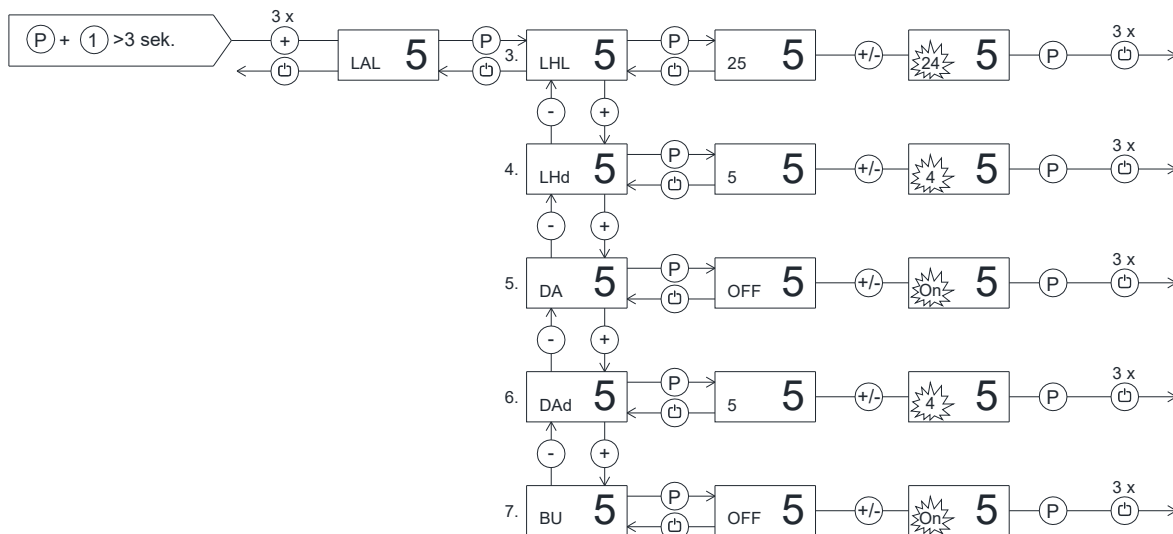 3 x
P + 1 >3 sek.
+
LAL 5
P
3. LHL 5
P
25 5
+/-
24 5
P
3 x
- +
4. LHd 5
P
5 5
+/-
4 5
P
3 x
- +
5. DA 5
P
OFF 5
+/-
On 5
P
3 x
- +
6. DAd 5
P
5 5
+/-
4 5
P
3 x
- +
7. BU 5
P
OFF 5
+/-
On 5
P
3 x